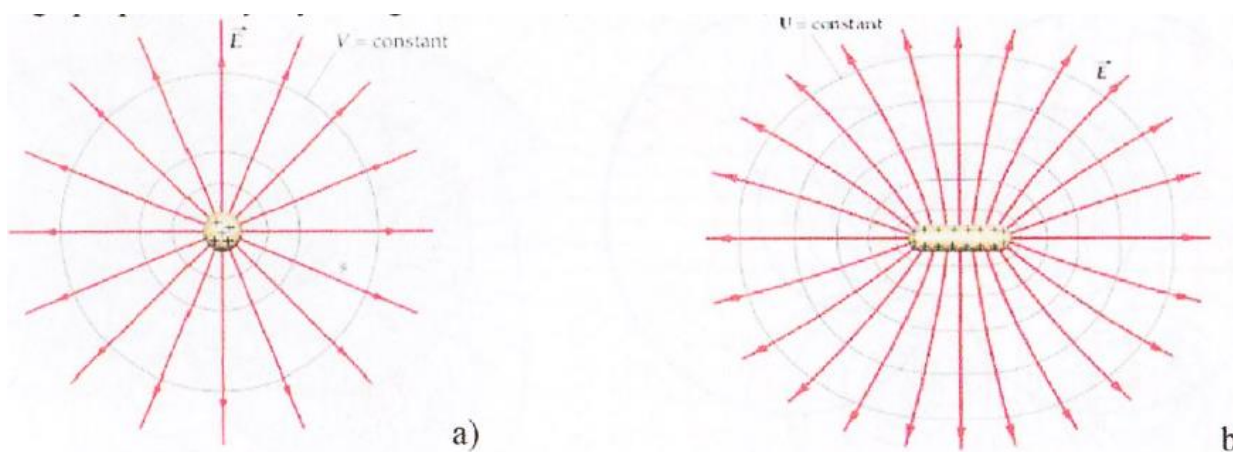 V = constant
U = constant
E
E
a)
b